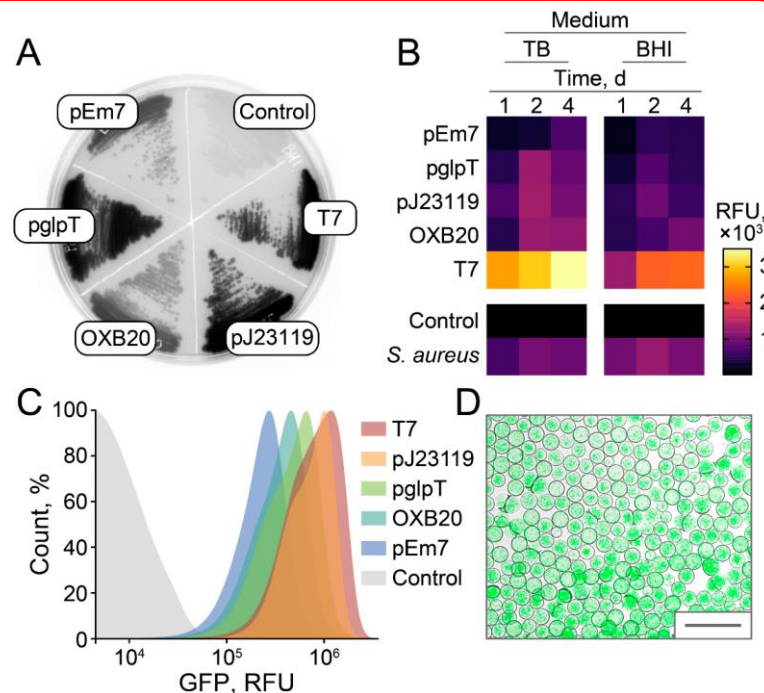 A
pEm7
Control
pglpT
T7
OXB20
pJ23119
BHI
B
Medium
TB BHI
Time, d
1 2 4 1 2 4
pEm7
pglpT
pJ23119
OXB20
T7
Control
S. aureus
RFU,
×10³
3
2
1
C
100
80
60
40
20
0
Count, %
10⁴ 10⁵ 10⁶
GFP, RFU
T7
pJ23119
pglpT
OXB20
pEm7
Control
D